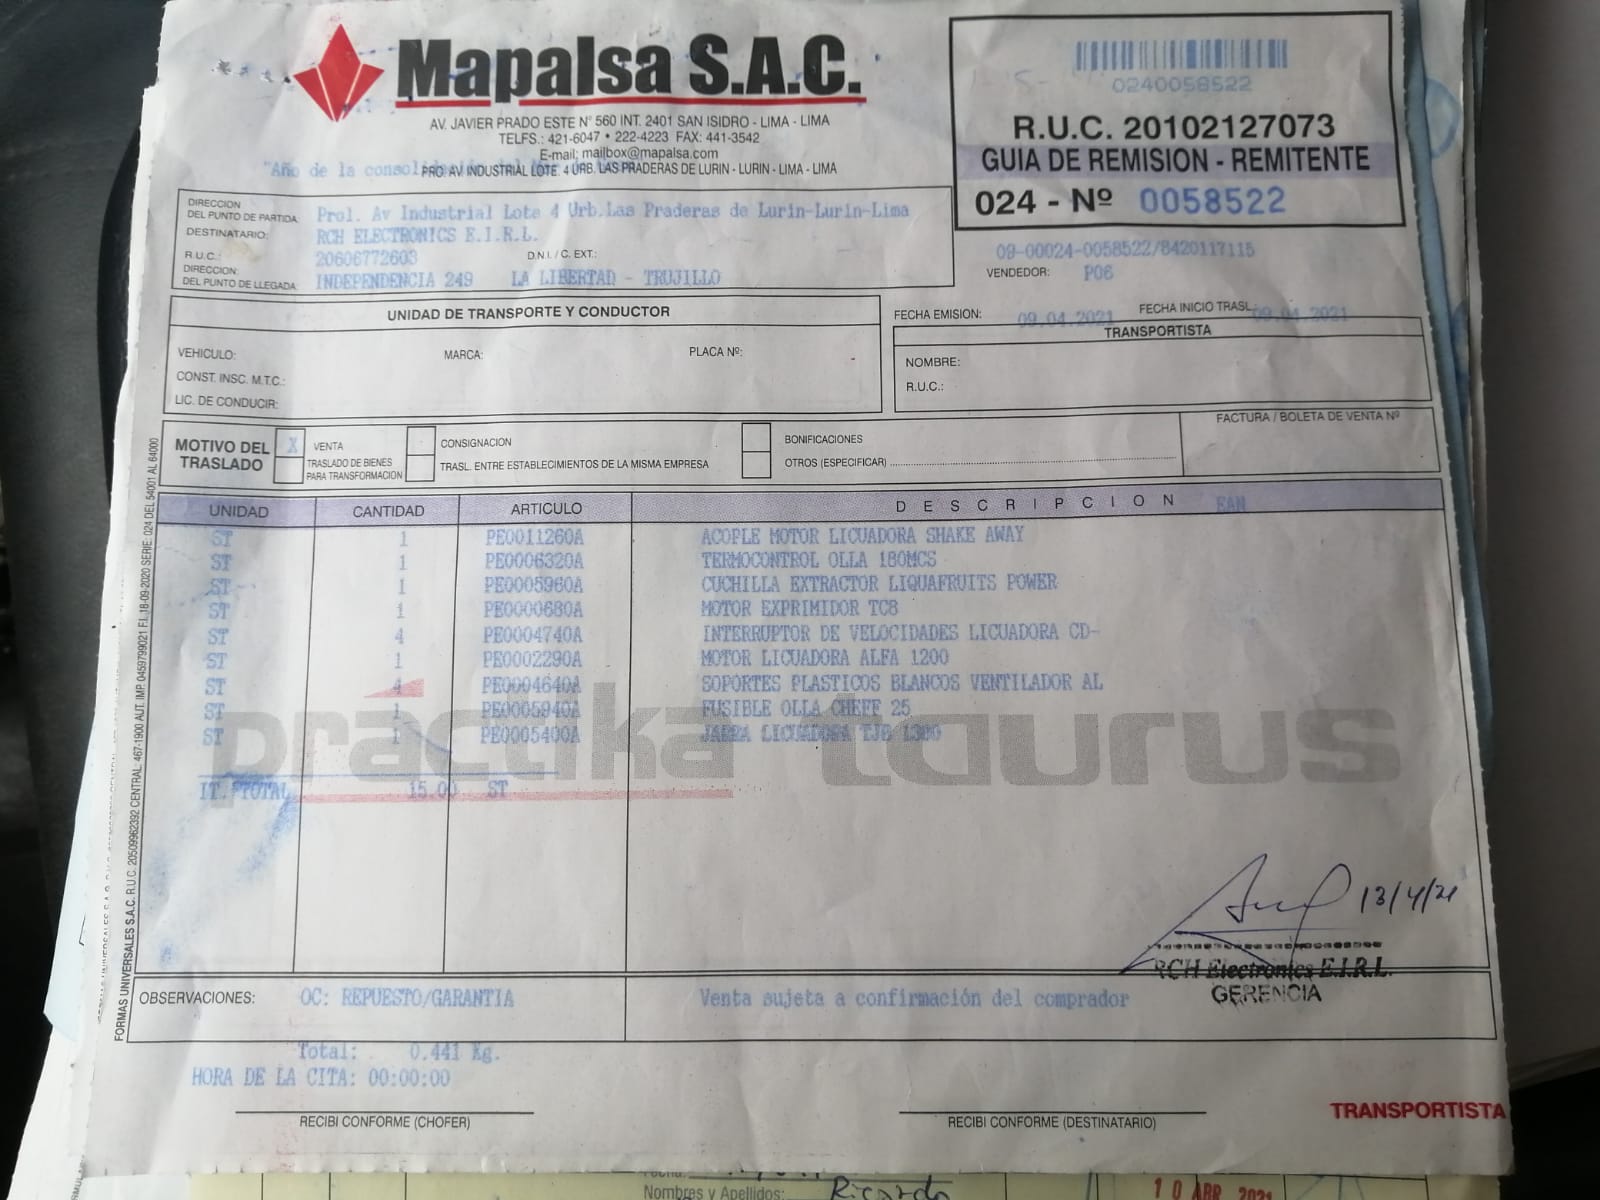 Mapalsa S.A.C.
AV. JAVIER PRADO ESTE N° 560 INT. 2401 SAN ISIDRO - LIMA - LIMA
TELFS.: 421-6047 • 222-4223 FAX: 441-3542
E-mail: mailbox@mapalsa.com
"Año de la
PRO. AV INDUSTRIAL LOTE. 4 URB. LAS PRADERAS DE LURIN - LURIN - LIMA - LIMA
0240058522
R.U.C. 20102127073
GUIA DE REMISION - REMITENTE
024 - Nº 0058522
09-00024-0058522/8420117115
VENDEDOR: P06
DIRECCION DEL PUNTO DE PARTIDA: Prol. Av Industrial Lote 4 Urb.Las Praderas de Lurin-Lurin-Lima
DESTINATARIO: RCH ELECTRONICS E.I.R.L.
R.U.C.: 20606772603 D.N.I. / C. EXT.:
DIRECCION: DEL PUNTO DE LLEGADA: INDEPENDENCIA 249 LA LIBERTAD - TRUJILLO
UNIDAD DE TRANSPORTE Y CONDUCTOR
VEHICULO: MARCA: PLACA Nº:
CONST. INSC. M.T.C.:
LIC. DE CONDUCIR:
FECHA EMISION: 09.04.2021 FECHA INICIO TRASL. 09.04.2021
TRANSPORTISTA
NOMBRE:
R.U.C.:
MOTIVO DEL TRASLADO
X VENTA
TRASLADO DE BIENES PARA TRANSFORMACION
CONSIGNACION
TRASL. ENTRE ESTABLECIMIENTOS DE LA MISMA EMPRESA
BONIFICACIONES
OTROS (ESPECIFICAR)
FACTURA / BOLETA DE VENTA Nº
UNIDAD CANTIDAD ARTICULO DESCRIPCION EAN
ST 1 PE0011260A ACOPLE MOTOR LICUADORA SHAKE AWAY
ST 1 PE0006320A TERMOCONTROL OLLA 180MCS
ST 1 PE0005960A CUCHILLA EXTRACTOR LIQUAFRUITS POWER
ST 1 PE0000680A MOTOR EXPRIMIDOR TC8
ST 4 PE0004740A INTERRUPTOR DE VELOCIDADES LICUADORA CD-
ST 1 PE0002290A MOTOR LICUADORA ALFA 1200
ST 4 PE0004640A SOPORTES PLASTICOS BLANCOS VENTILADOR AL
ST 1 PE0005940A FUSIBLE OLLA CHEFF 25
ST 1 PE0005400A JARRA LICUADORA
práctika taurus
15.00 ST
13/4/21
RCH Electronics E.I.R.L.
GERENCIA
OBSERVACIONES: OC: REPUESTO/GARANTIA Venta sujeta a confirmación del comprador
Total: 0.441 Kg.
HORA DE LA CITA: 00:00:00
RECIBI CONFORME (CHOFER)
RECIBI CONFORME (DESTINATARIO)
TRANSPORTISTA
Nombres y Apellidos: Ricardo
10 ABR 2021